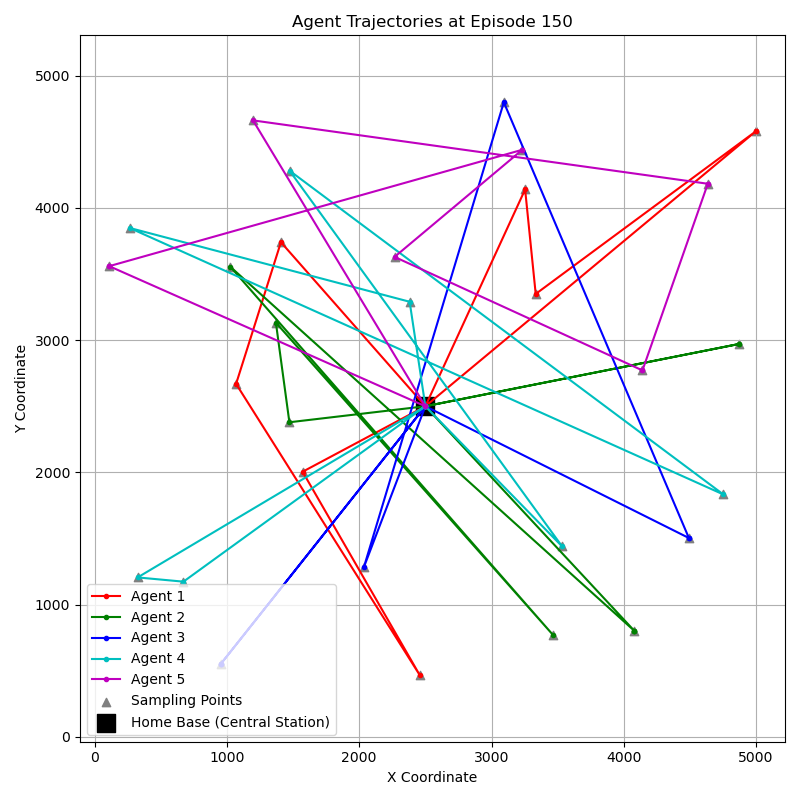 Agent Trajectories at Episode 150
Y Coordinate
5000
4000
3000
2000
1000
0
Agent 1
Agent 2
Agent 3
Agent 4
Agent 5
Sampling Points
Home Base (Central Station)
0 1000 2000 3000 4000 5000
X Coordinate